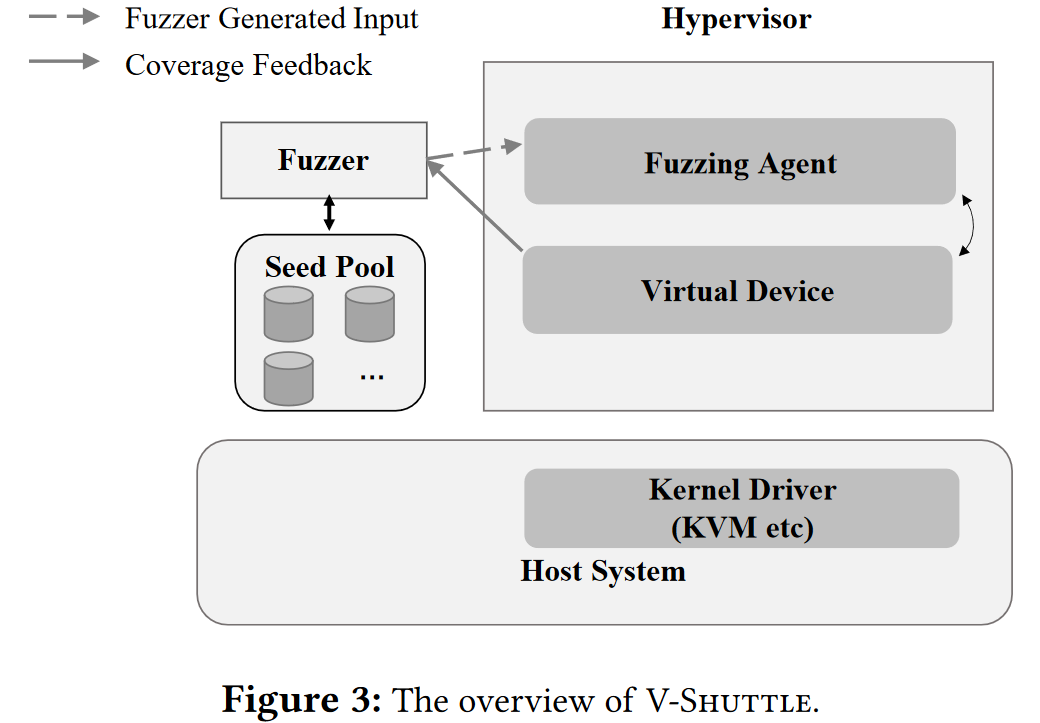 Fuzzer Generated Input
Coverage Feedback
Hypervisor
Fuzzer
Fuzzing Agent
Seed Pool
...
Virtual Device
Kernel Driver
(KVM etc)
Host System
Figure 3: The overview of V-SHUTTLE.